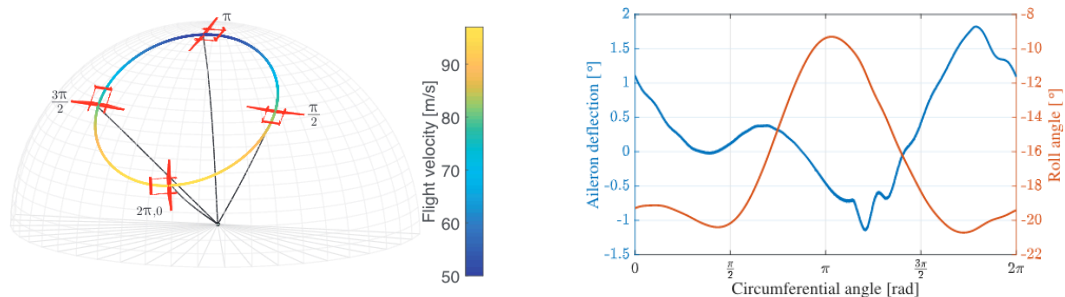 π
3π/2
π/2
2π,0
Flight velocity [m/s]
90
80
70
60
50
2
1.5
1
0.5
0
-0.5
-1
-1.5
Aileron deflection [°]
-8
-10
-12
-14
-16
-18
-20
-22
Roll angle [°]
0
π/2
π
3π/2
2π
Circumferential angle [rad]